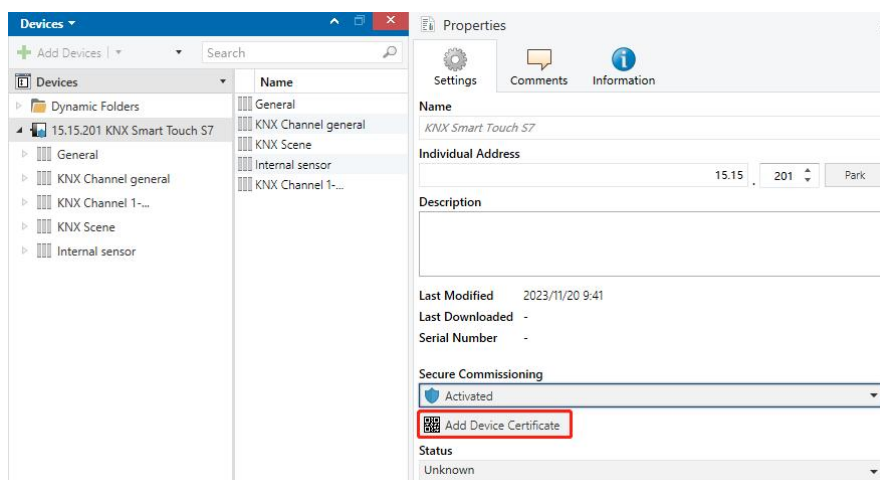 Devices
Add Devices
Search
Devices
Dynamic Folders
15.15.201 KNX Smart Touch S7
General
KNX Channel general
KNX Channel 1-...
KNX Scene
Internal sensor
Name
General
KNX Channel general
KNX Scene
Internal sensor
KNX Channel 1-...
Properties
Settings Comments Information
Name
KNX Smart Touch S7
Individual Address
15.15 . 201 Park
Description
Last Modified 2023/11/20 9:41
Last Downloaded -
Serial Number -
Secure Commissioning
Activated
Add Device Certificate
Status
Unknown